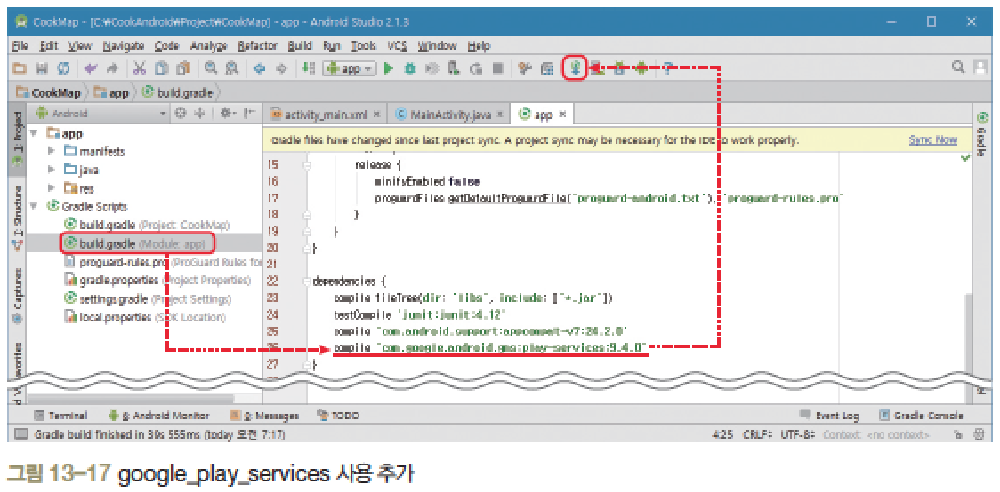 CookMap - [C:₩CookAndroid₩Project₩CookMap] - app - Android Studio 2.1.3
File Edit View Navigate Code Analyze Refactor Build Run Tools VCS Window Help
app
CookMap app build.gradle
Android
activity_main.xml MainActivity.java app
1: Project
Z: Structure
Captures
Gradle
Gradle files have changed since last project sync. A project sync may be necessary for the IDE to work properly. Sync Now
app
manifests
java
res
Gradle Scripts
build.gradle (Project: CookMap)
build.gradle (Module: app)
proguard-rules.pro (ProGuard Rules for
gradle.properties (Project Properties)
settings.gradle (Project Settings)
local.properties (SDK Location)
15 release {
16 minifyEnabled false
17 proguardFiles getDefaultProguardFile('proguard-android.txt'), 'proguard-rules.pro'
18 }
19 }
20 }
21
22 dependencies {
23 compile fileTree(dir: 'libs', include: ['*.jar'])
24 testCompile 'junit:junit:4.12'
25 compile 'com.android.support:appcompat-v7:24.2.0'
26 compile 'com.google.android.gms:play-services:9.4.0'
27 }
Terminal 6: Android Monitor 0: Messages TODO Event Log Gradle Console
Gradle build finished in 39s 555ms (today 오전 7:17) 4:25 CRLF÷ UTF-8÷ Context: <no context>
그림 13-17 google_play_services 사용 추가